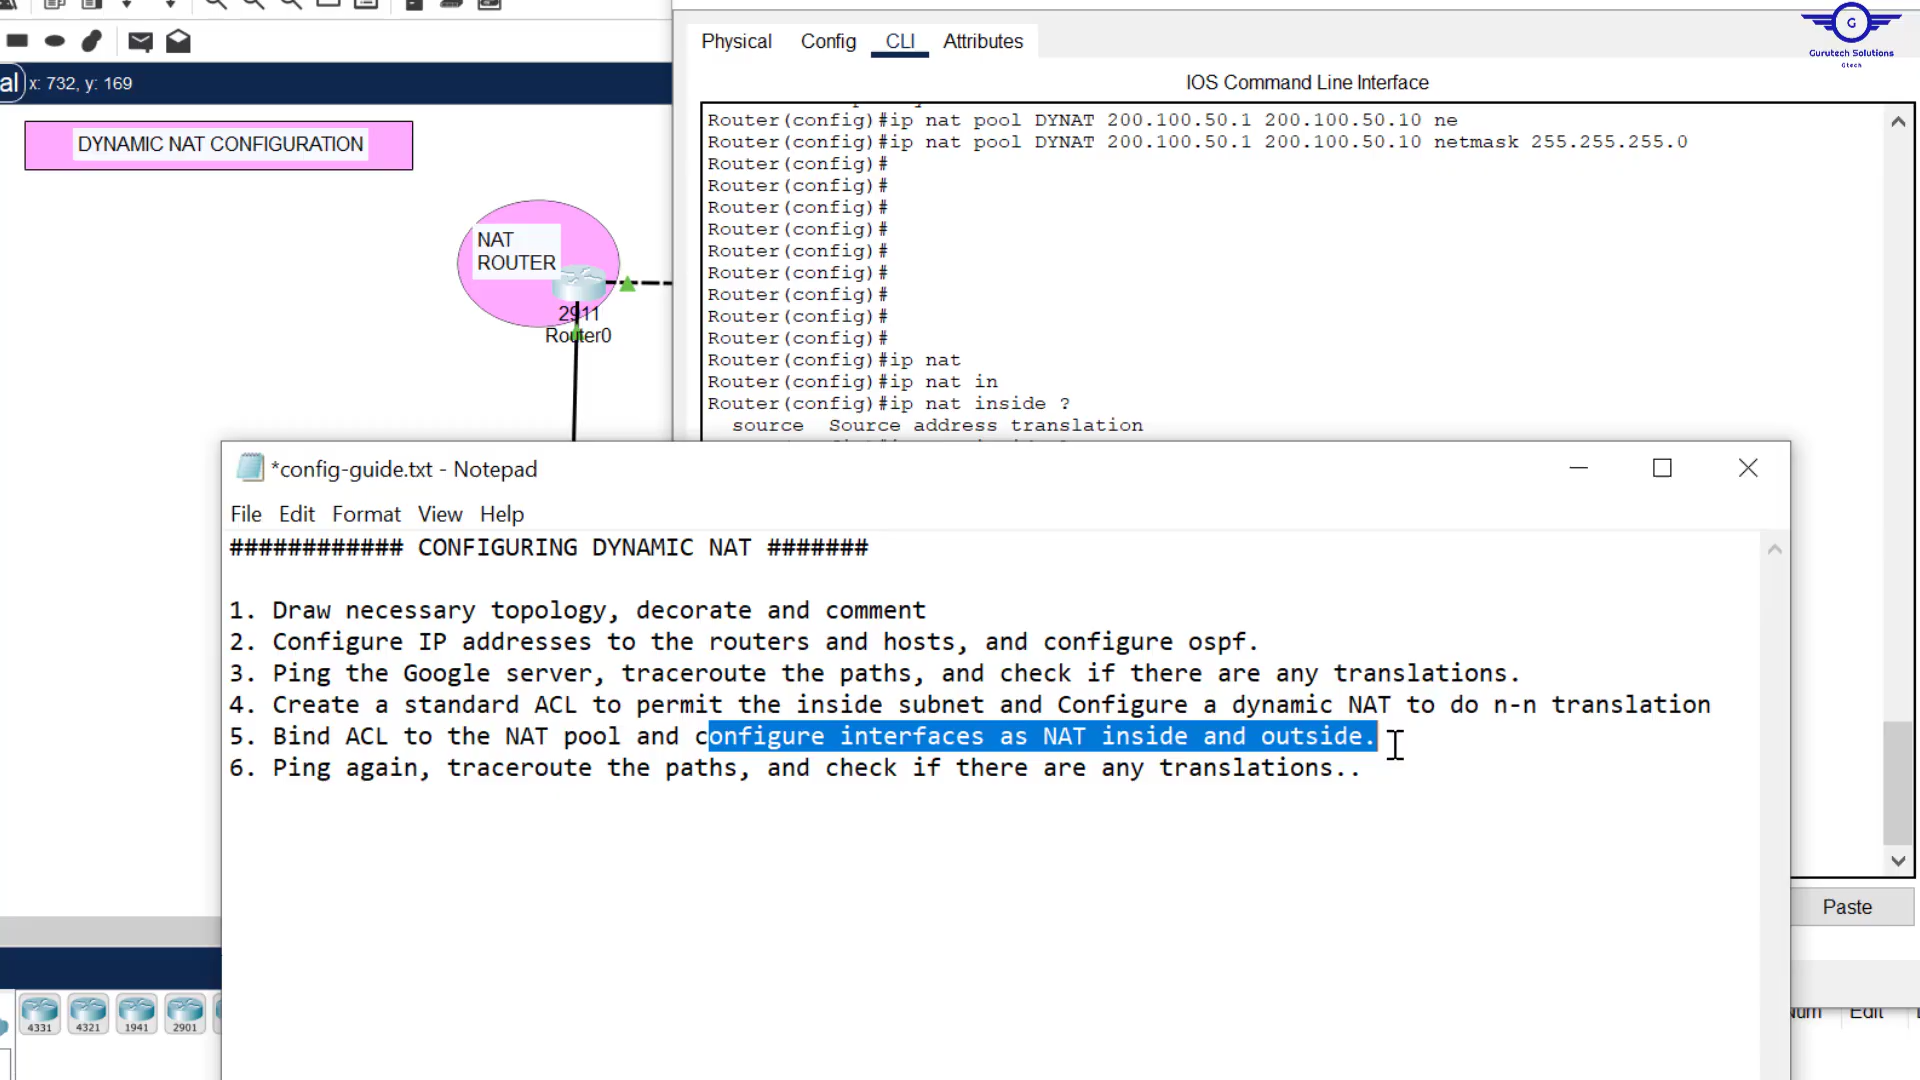 Physical
Config
CLI
Attributes
G
Gurutech Solutions
Gtech
al
x: 732, y: 169
IOS Command Line Interface
DYNAMIC NAT CONFIGURATION
Router(config)#ip nat pool DYNAT 200.100.50.1 200.100.50.10 ne
Router(config)#ip nat pool DYNAT 200.100.50.1 200.100.50.10 netmask 255.255.255.0
Router(config)#
Router(config)#
Router(config)#
Router(config)#
Router(config)#
Router(config)#
Router(config)#
Router(config)#
Router(config)#
Router(config)#ip nat
Router(config)#ip nat in
Router(config)#ip nat inside ?
source Source address translation
NAT
ROUTER
2911
Router0
*config-guide.txt - Notepad
File Edit Format View Help
############ CONFIGURING DYNAMIC NAT #######
1. Draw necessary topology, decorate and comment
2. Configure IP addresses to the routers and hosts, and configure ospf.
3. Ping the Google server, traceroute the paths, and check if there are any translations.
4. Create a standard ACL to permit the inside subnet and Configure a dynamic NAT to do n-n translation
5. Bind ACL to the NAT pool and configure interfaces as NAT inside and outside.
6. Ping again, traceroute the paths, and check if there are any translations..
Paste
4331
4321
1941
2901
Num
Edit